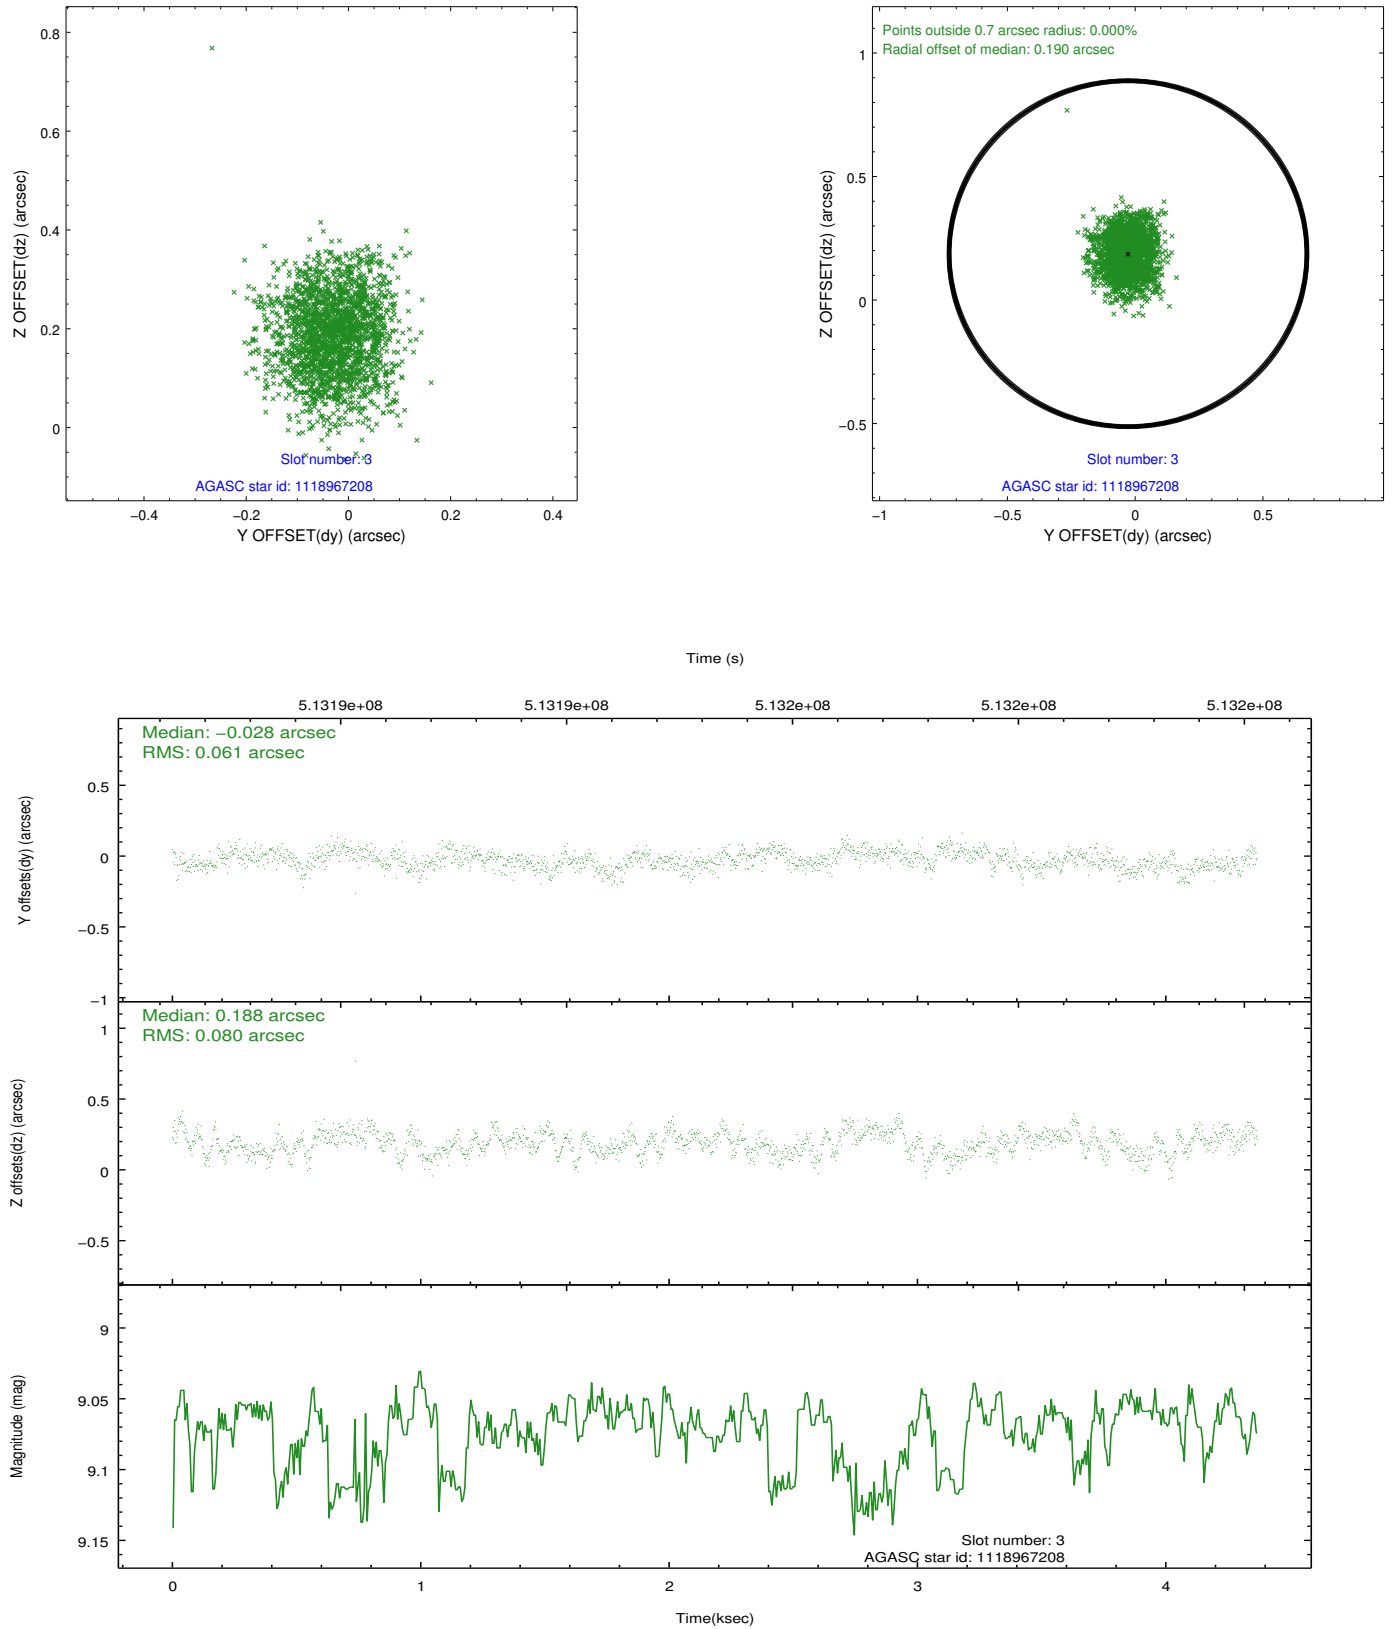 0.8
0.6
0.4
0.2
0
−0.4
−0.2
0
0.2
0.4
Z OFFSET(dz) (arcsec)
Y OFFSET(dy) (arcsec)
Slot number: 3
AGASC star id: 1118967208
Points outside 0.7 arcsec radius: 0.000%
Radial offset of median: 0.190 arcsec
1
0.5
0
−0.5
−1
−0.5
0
0.5
Z OFFSET(dz) (arcsec)
Y OFFSET(dy) (arcsec)
Slot number: 3
AGASC star id: 1118967208
Time (s)
5.1319e+08
5.1319e+08
5.132e+08
5.132e+08
5.132e+08
Median: −0.028 arcsec
RMS: 0.061 arcsec
0.5
0
−0.5
−1
Y offsets(dy) (arcsec)
Median: 0.188 arcsec
RMS: 0.080 arcsec
1
0.5
0
−0.5
Z offsets(dz) (arcsec)
9
9.05
9.1
9.15
Magnitude (mag)
Slot number: 3
AGASC star id: 1118967208
0
1
2
3
4
Time(ksec)